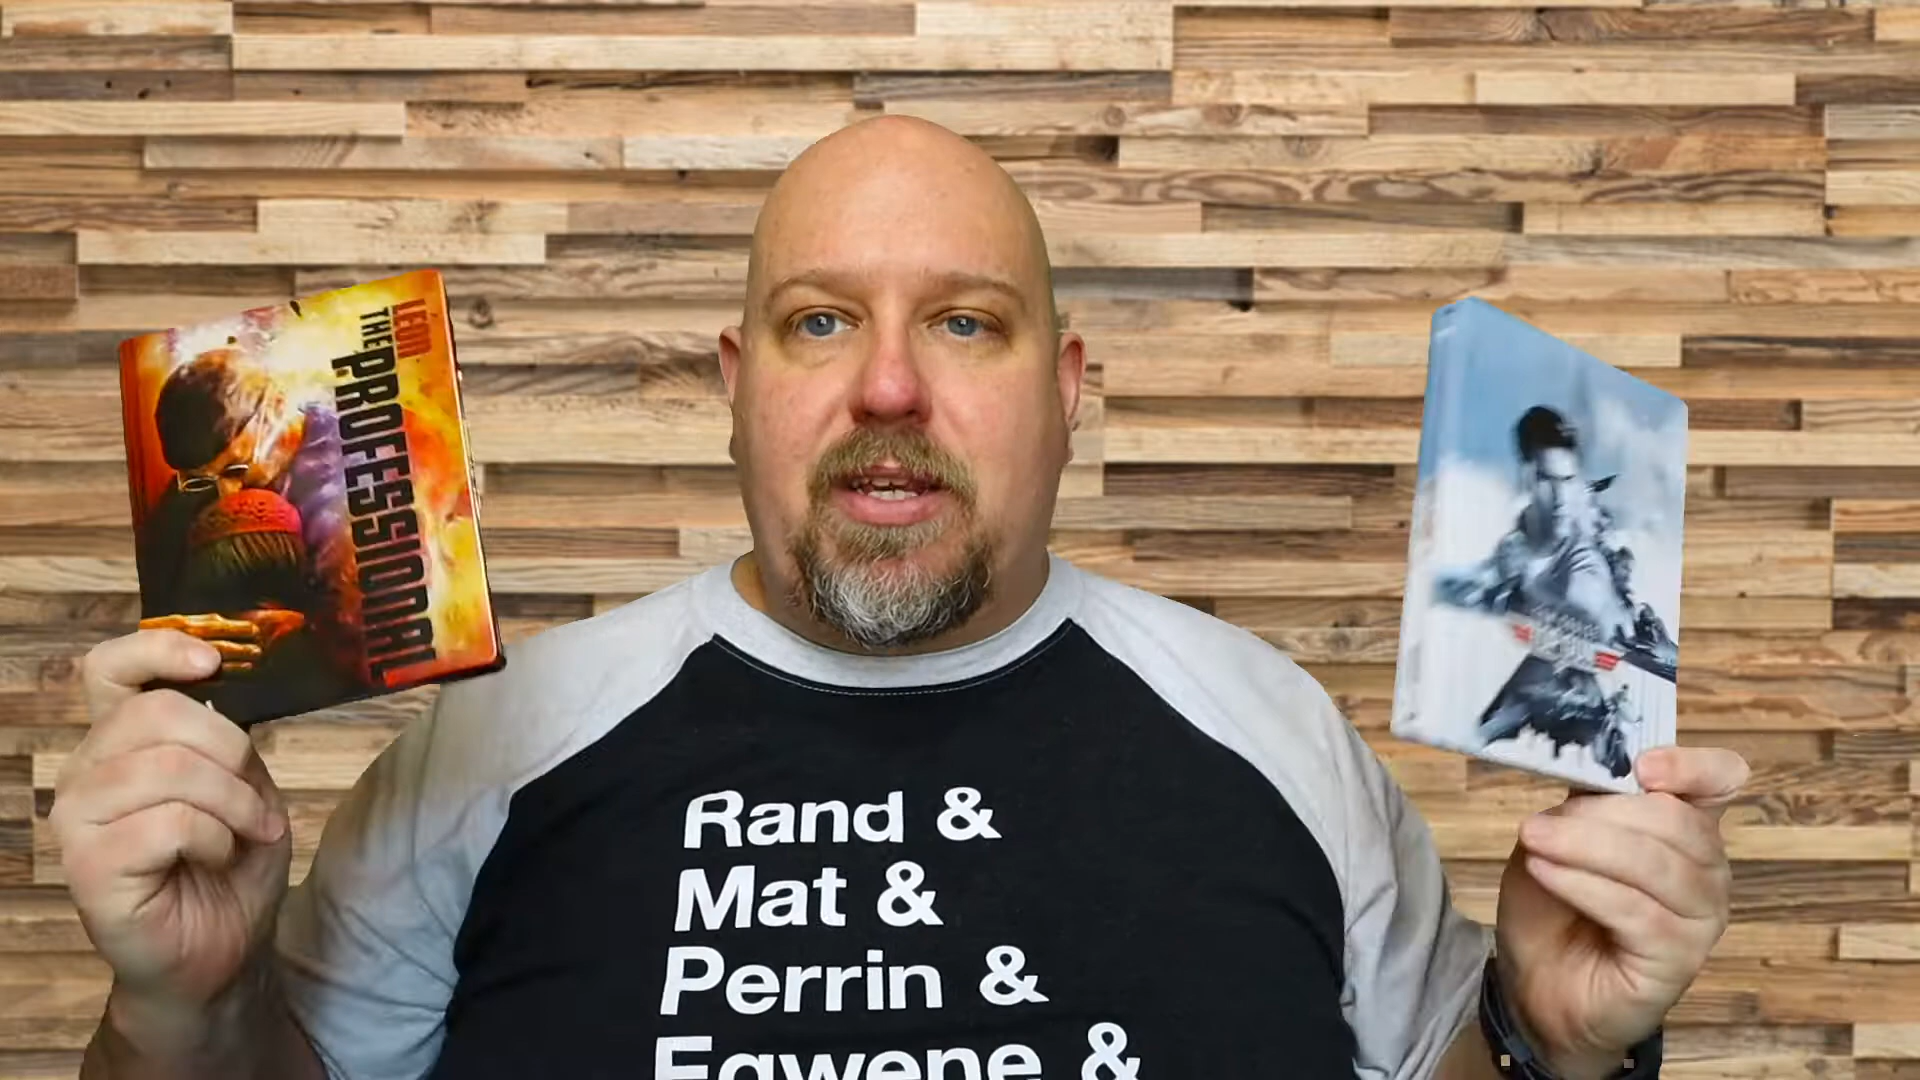 LEON
THE PROFESSIONAL
Rand &
Mat &
Perrin &
Egwene &